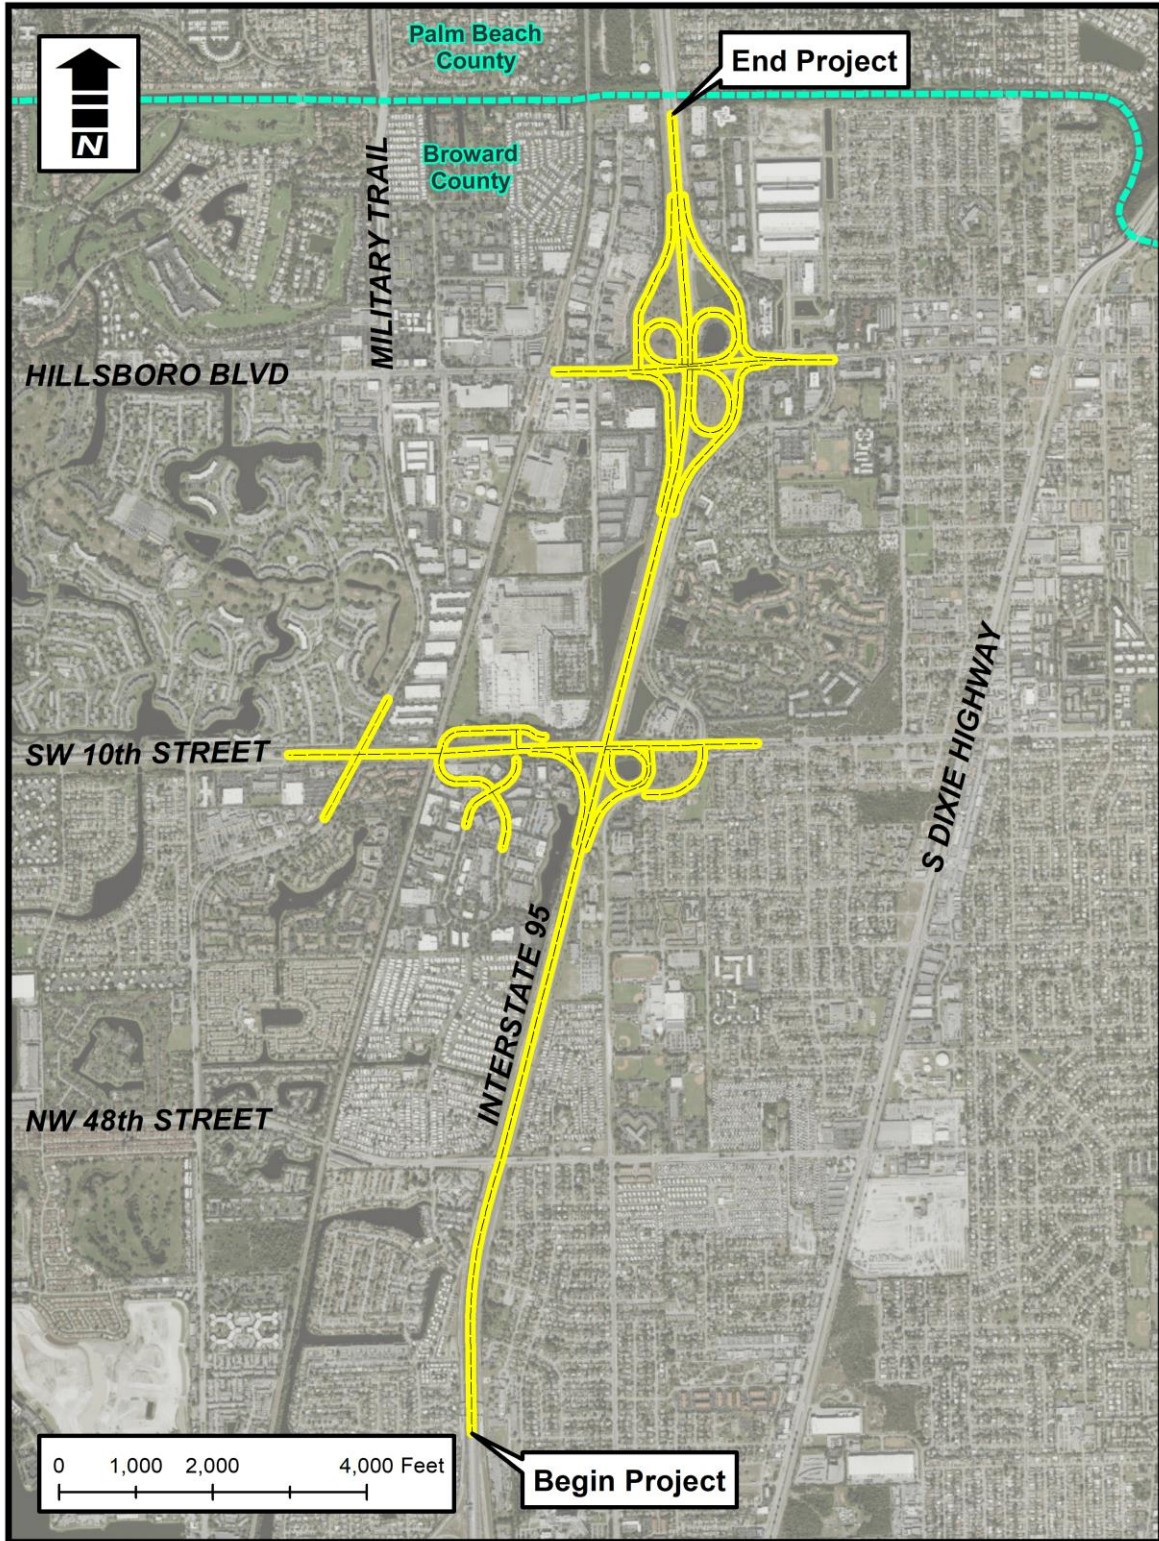 Palm Beach
County
End Project
N
Broward
County
MILITARY TRAIL
HILLSBORO BLVD
SW 10th STREET
S DIXIE HIGHWAY
INTERSTATE 95
NW 48th STREET
0 1,000 2,000 4,000 Feet
Begin Project